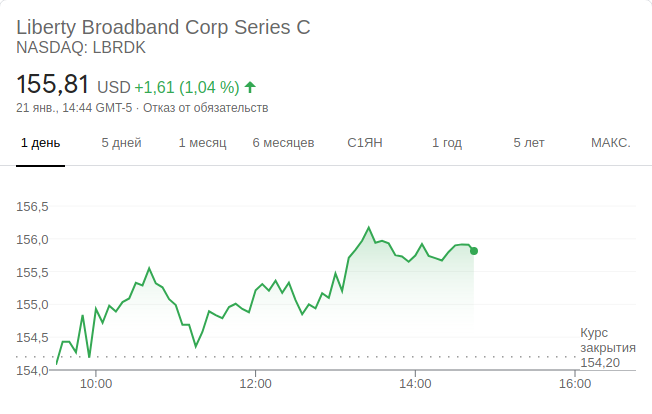 Liberty Broadband Corp Series C
NASDAQ: LBRDK
155,81 USD +1,61 (1,04 %)
21 янв., 14:44 GMT-5 · Отказ от обязательств
1 день 5 дней 1 месяц 6 месяцев С1ЯН 1 год 5 лет МАКС.
156,5
156,0
155,5
155,0
154,5
154,0
Курс
закрытия
154,20
10:00 12:00 14:00 16:00